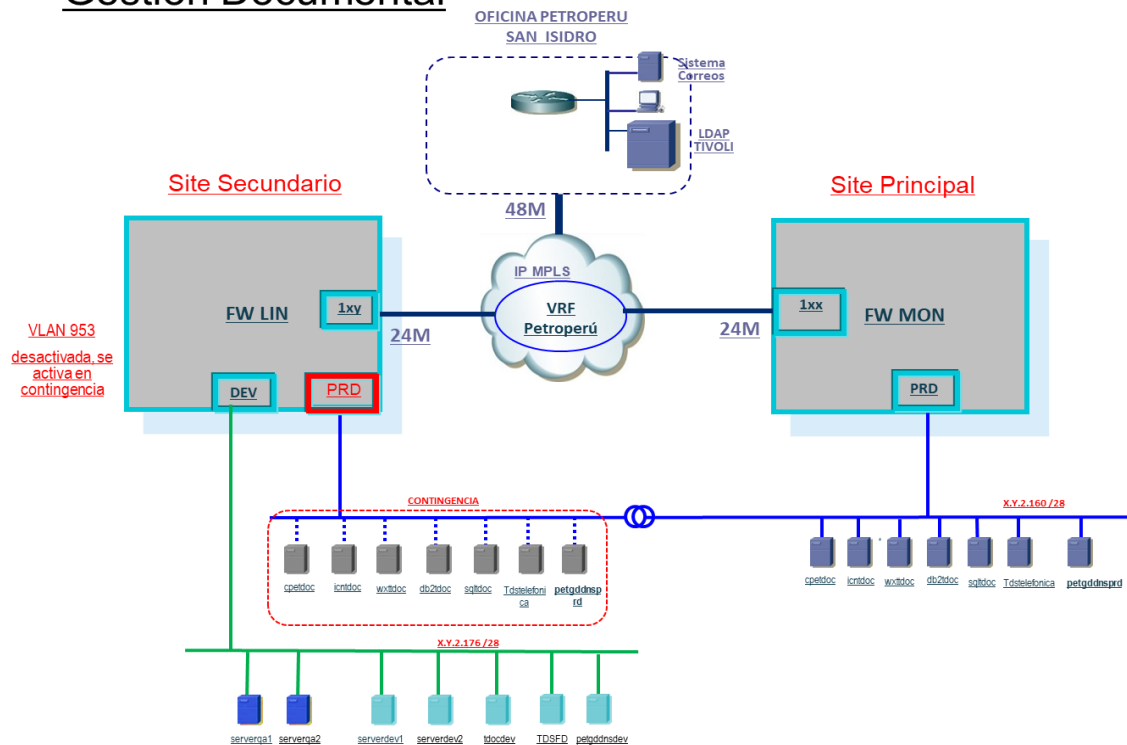 Gestión Documental
OFICINA PETROPERU
SAN ISIDRO
Sistema
Correos
LDAP
TIVOLI
Site Secundario
Site Principal
48M
IP MPLS
VRF
Petroperú
FW LIN
1xy
24M
24M
1xx
FW MON
VLAN 953
desactivada, se
activa en
contingencia
DEV
PRD
PRD
CONTINGENCIA
X.Y.2.160 /28
cpetdoc
icntdoc
wxttdoc
db2tdoc
sqltdoc
Tdstelefoni
ca
petgddnsp
rd
cpetdoc
icntdoc
wxttdoc
db2tdoc
sqltdoc
Tdstelefonica
petgddnsprd
X.Y.2.176 /28
serverqa1
serverqa2
serverdev1
serverdev2
tdocdev
TDSFD
petgddnsdev